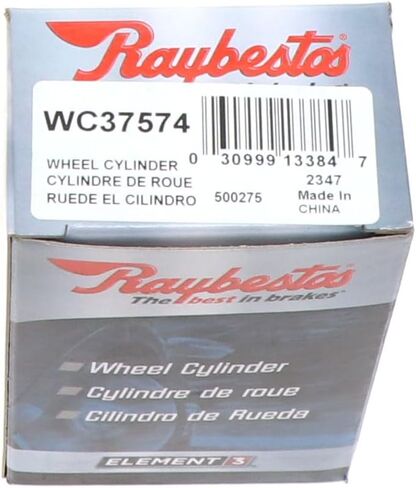 Raybestos
WC37574
0 30999 13384 7
WHEEL CYLINDER
CYLINDRE DE ROUE 2347
RUEDE EL CILINDRO 500275 Made In
CHINA
Raybestos
The best in brakes
Wheel Cylinder
Cylindre de roue
Cilindro de Rueda
ELEMENT 3